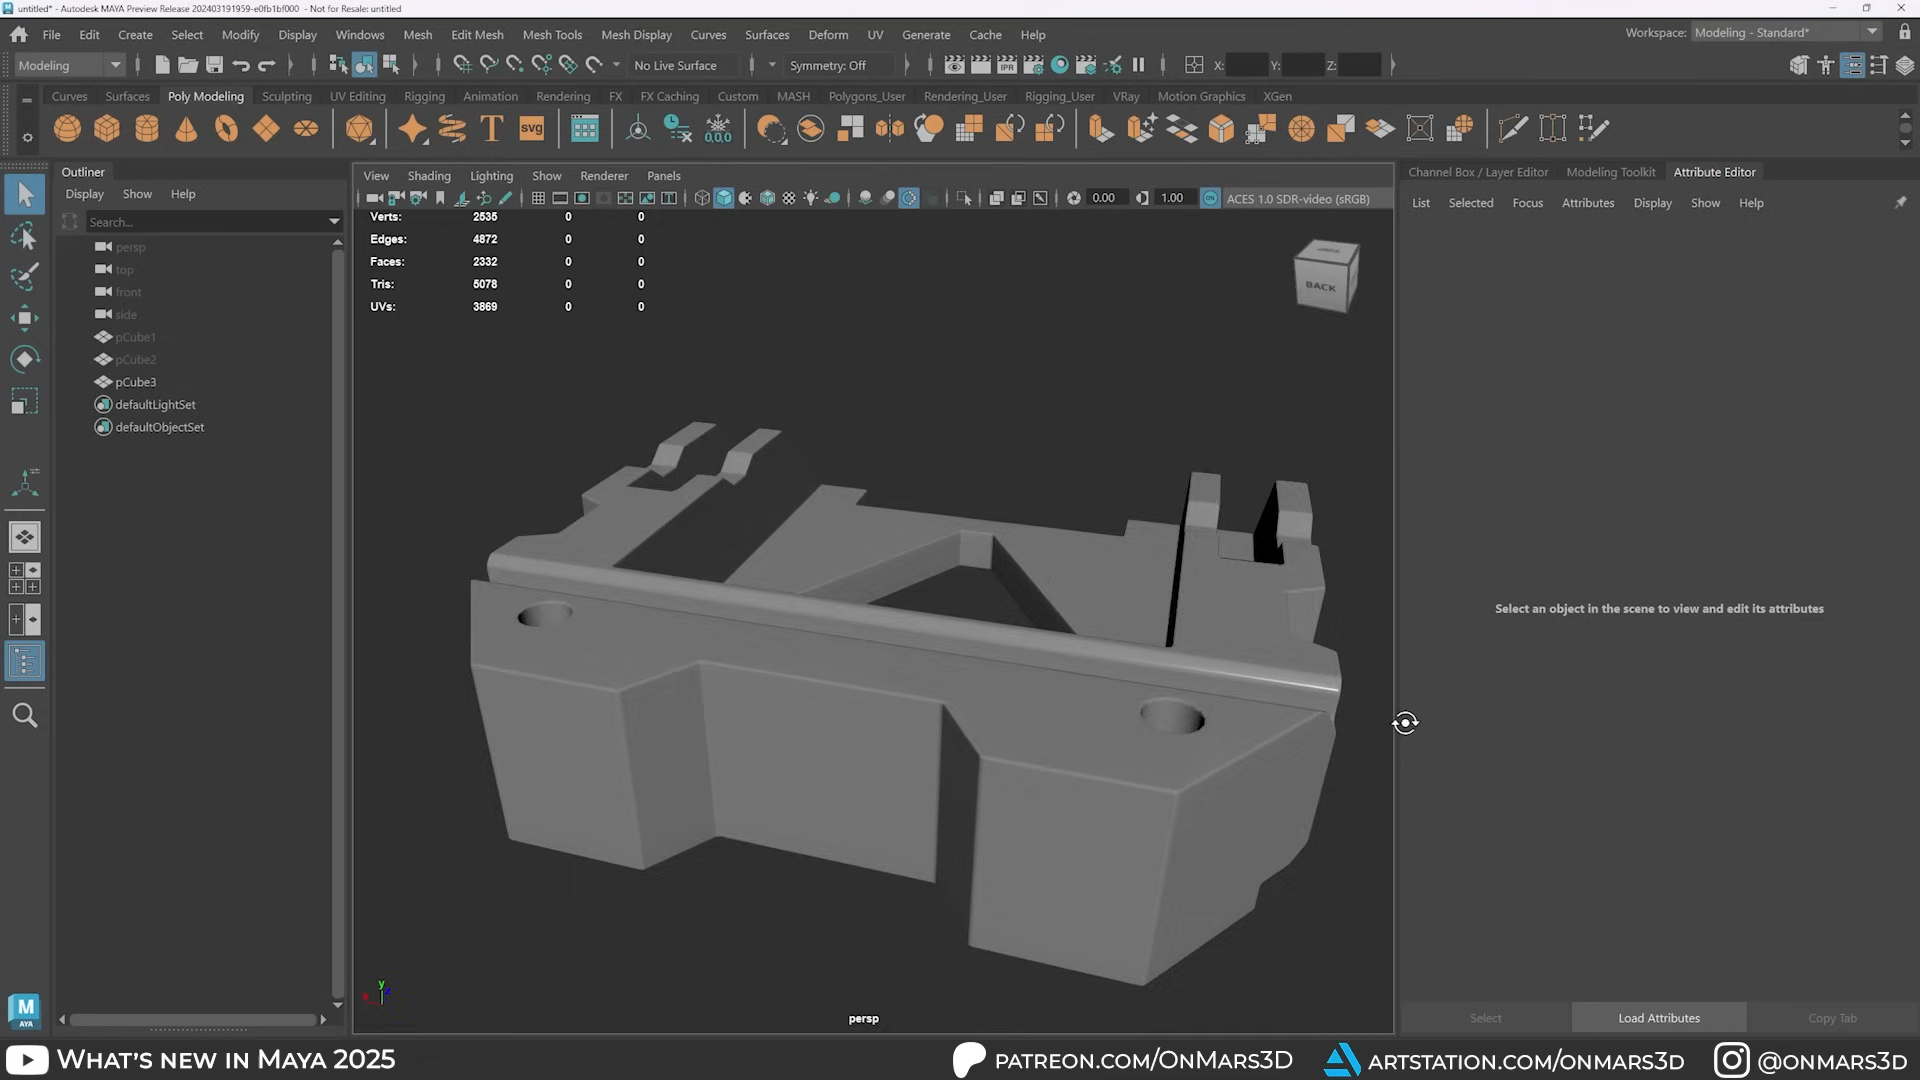 untitled* - Autodesk MAYA Preview Release 202403191959-e0fb1bf000 - Not for Resale: untitled
File Edit Create Select Modify Display Windows Mesh Edit Mesh Mesh Tools Mesh Display Curves Surfaces Deform UV Generate Cache Help
Workspace: Modeling - Standard*
Modeling No Live Surface Symmetry: Off IPR X: Y: Z:
Curves Surfaces Poly Modeling Sculpting UV Editing Rigging Animation Rendering FX FX Caching Custom MASH Polygons_User Rendering_User Rigging_User VRay Motion Graphics XGen
T svg 0,0,0
Outliner
Display Show Help
Search...
persp
top
front
side
pCube1
pCube2
pCube3
defaultLightSet
defaultObjectSet
View Shading Lighting Show Renderer Panels
0.00 1.00 ACES 1.0 SDR-video (sRGB)
Verts: 2535 0 0
Edges: 4872 0 0
Faces: 2332 0 0
Tris: 5078 0 0
UVs: 3869 0 0
BACK
y
persp
Channel Box / Layer Editor Modeling Toolkit Attribute Editor
List Selected Focus Attributes Display Show Help
Select an object in the scene to view and edit its attributes
Select Load Attributes Copy Tab
M
AYA
WHAT'S NEW IN MAYA 2025
PATREON.COM/ONMARS3D
ARTSTATION.COM/ONMARS3D
@ONMARS3D